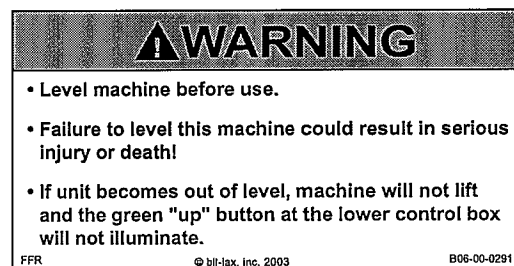 WARNING
• Level machine before use.
• Failure to level this machine could result in serious
injury or death!
• If unit becomes out of level, machine will not lift
and the green "up" button at the lower control box
will not illuminate.
FFR © bil-jax, inc. 2003 B06-00-0291